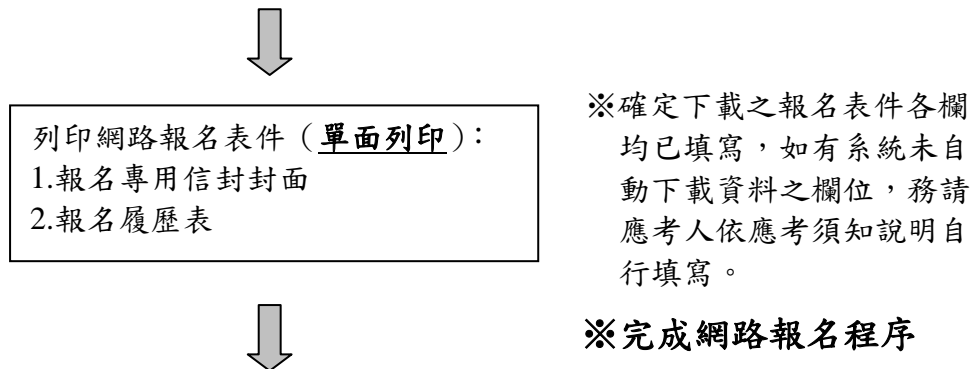 列印網路報名表件（單面列印）：
1.報名專用信封封面
2.報名履歷表
※確定下載之報名表件各欄
均已填寫，如有系統未自
動下載資料之欄位，務請
應考人依應考須知說明自
行填寫。
※完成網路報名程序